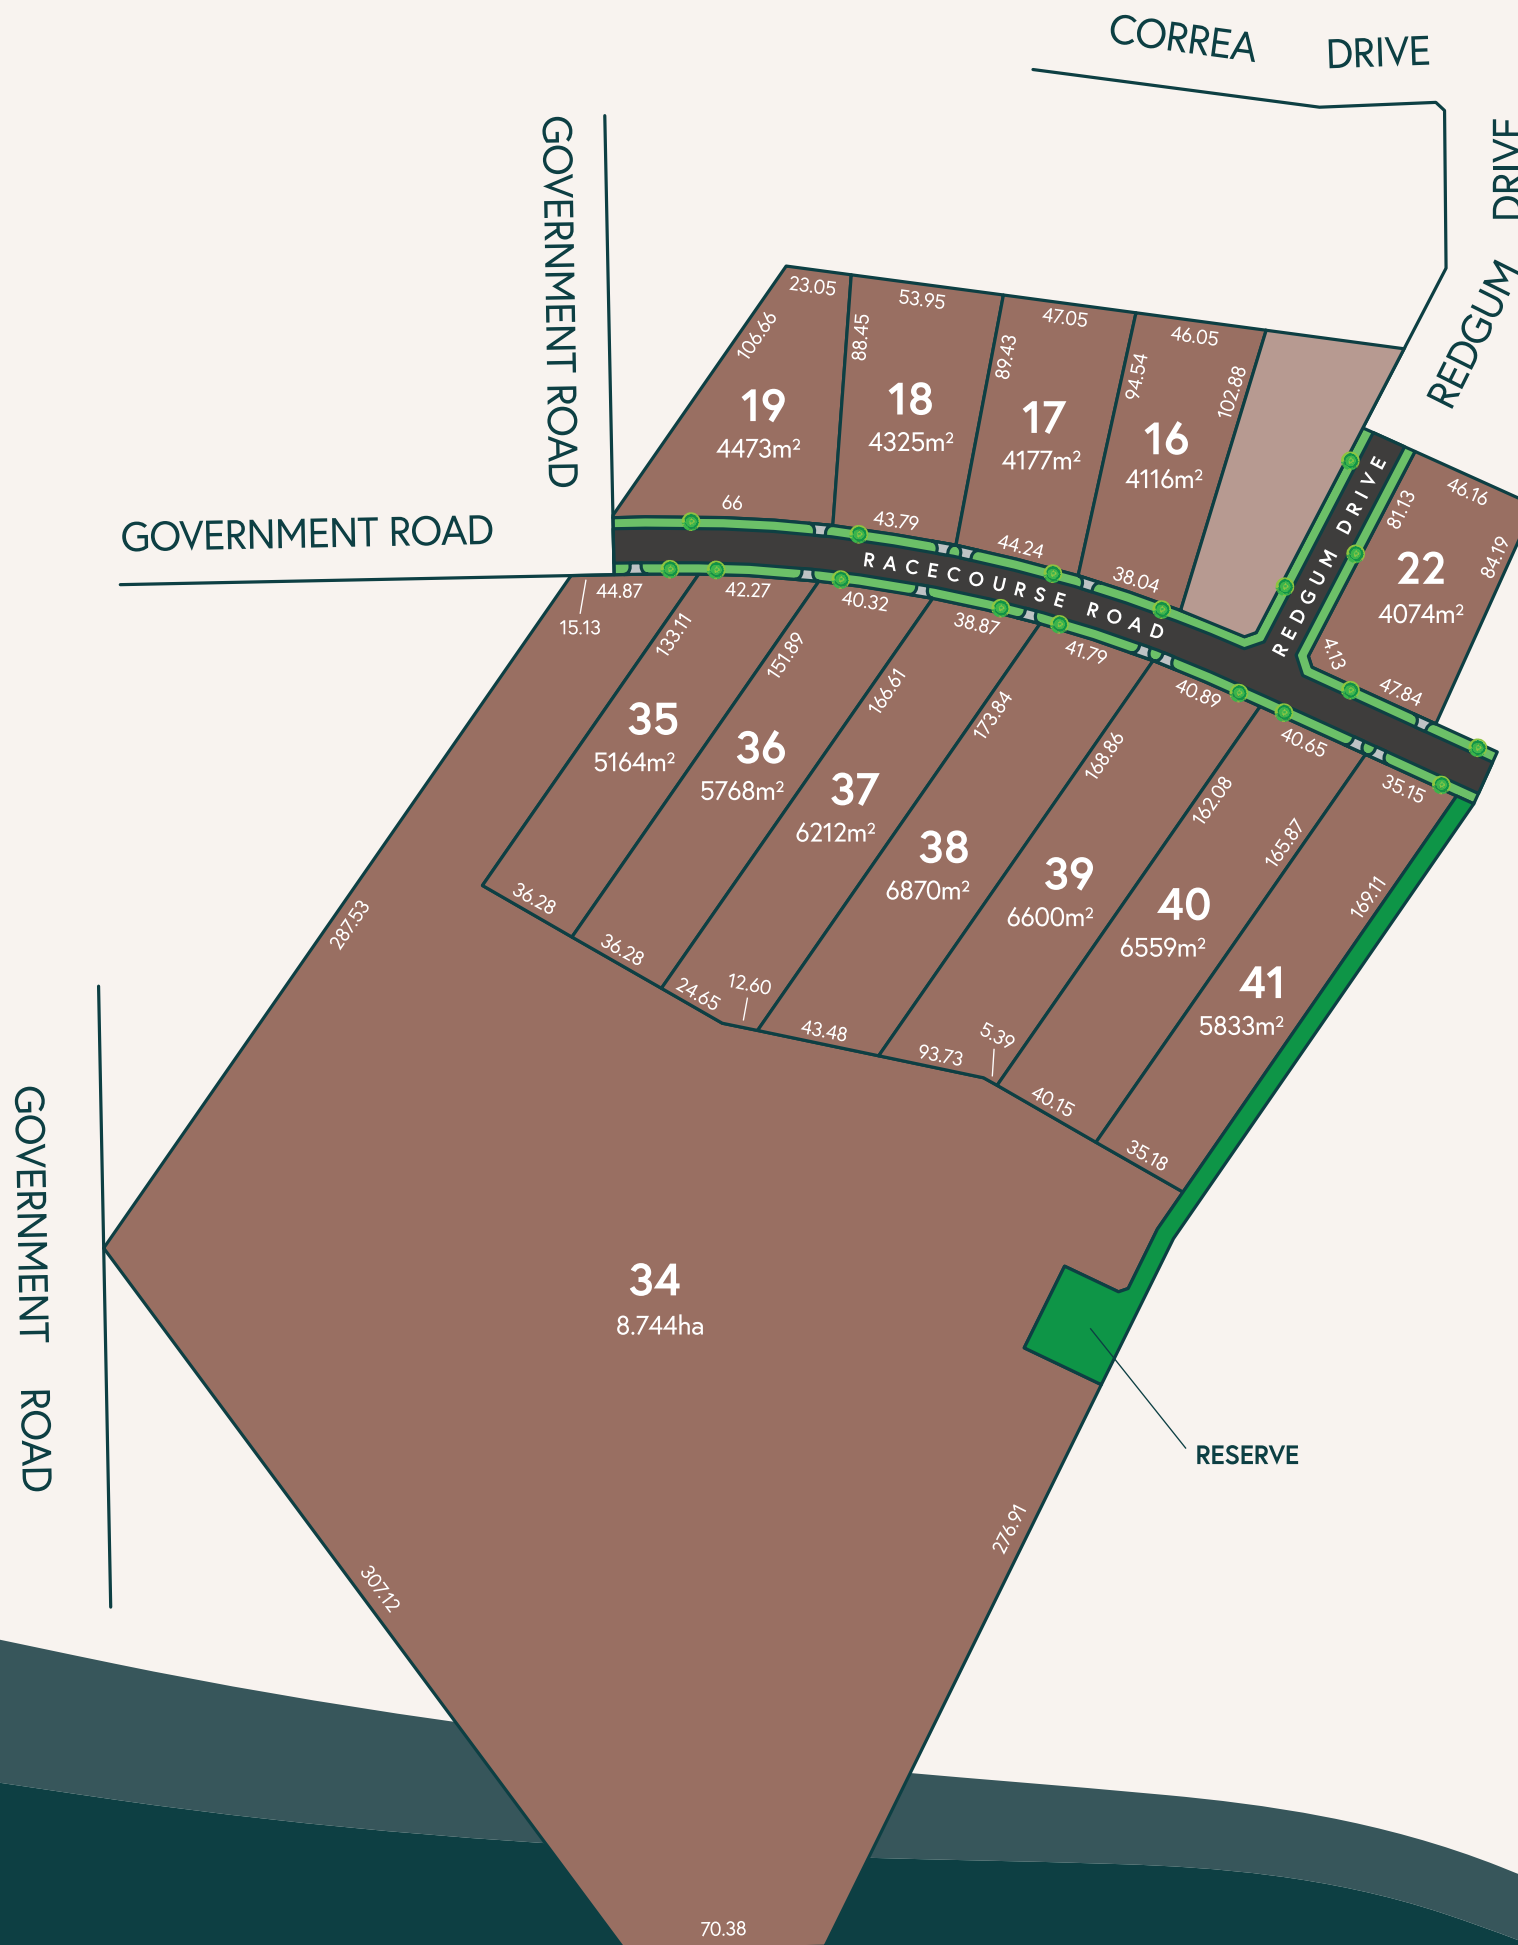 CORREA DRIVE
REDGUM DRIVE
GOVERNMENT ROAD
GOVERNMENT ROAD
23.05
53.95
47.05
46.05
106.66
88.45
89.43
94.54
102.88
19
4473m²
18
4325m²
17
4177m²
16
4116m²
66
43.79
44.24
38.04
RACECOURSE ROAD
REDGUM DRIVE
46.16
81.13
84.19
22
4074m²
4.73
47.84
15.13
44.87
42.27
40.32
38.87
41.79
40.89
40.65
35.15
133.11
151.89
166.61
173.84
168.86
162.08
165.87
169.11
35
5164m²
36
5768m²
37
6212m²
38
6870m²
39
6600m²
40
6559m²
41
5833m²
287.53
36.28
36.28
24.65
12.60
43.48
93.73
5.39
40.15
35.18
GOVERNMENT ROAD
34
8.744ha
RESERVE
276.91
307.12
70.38